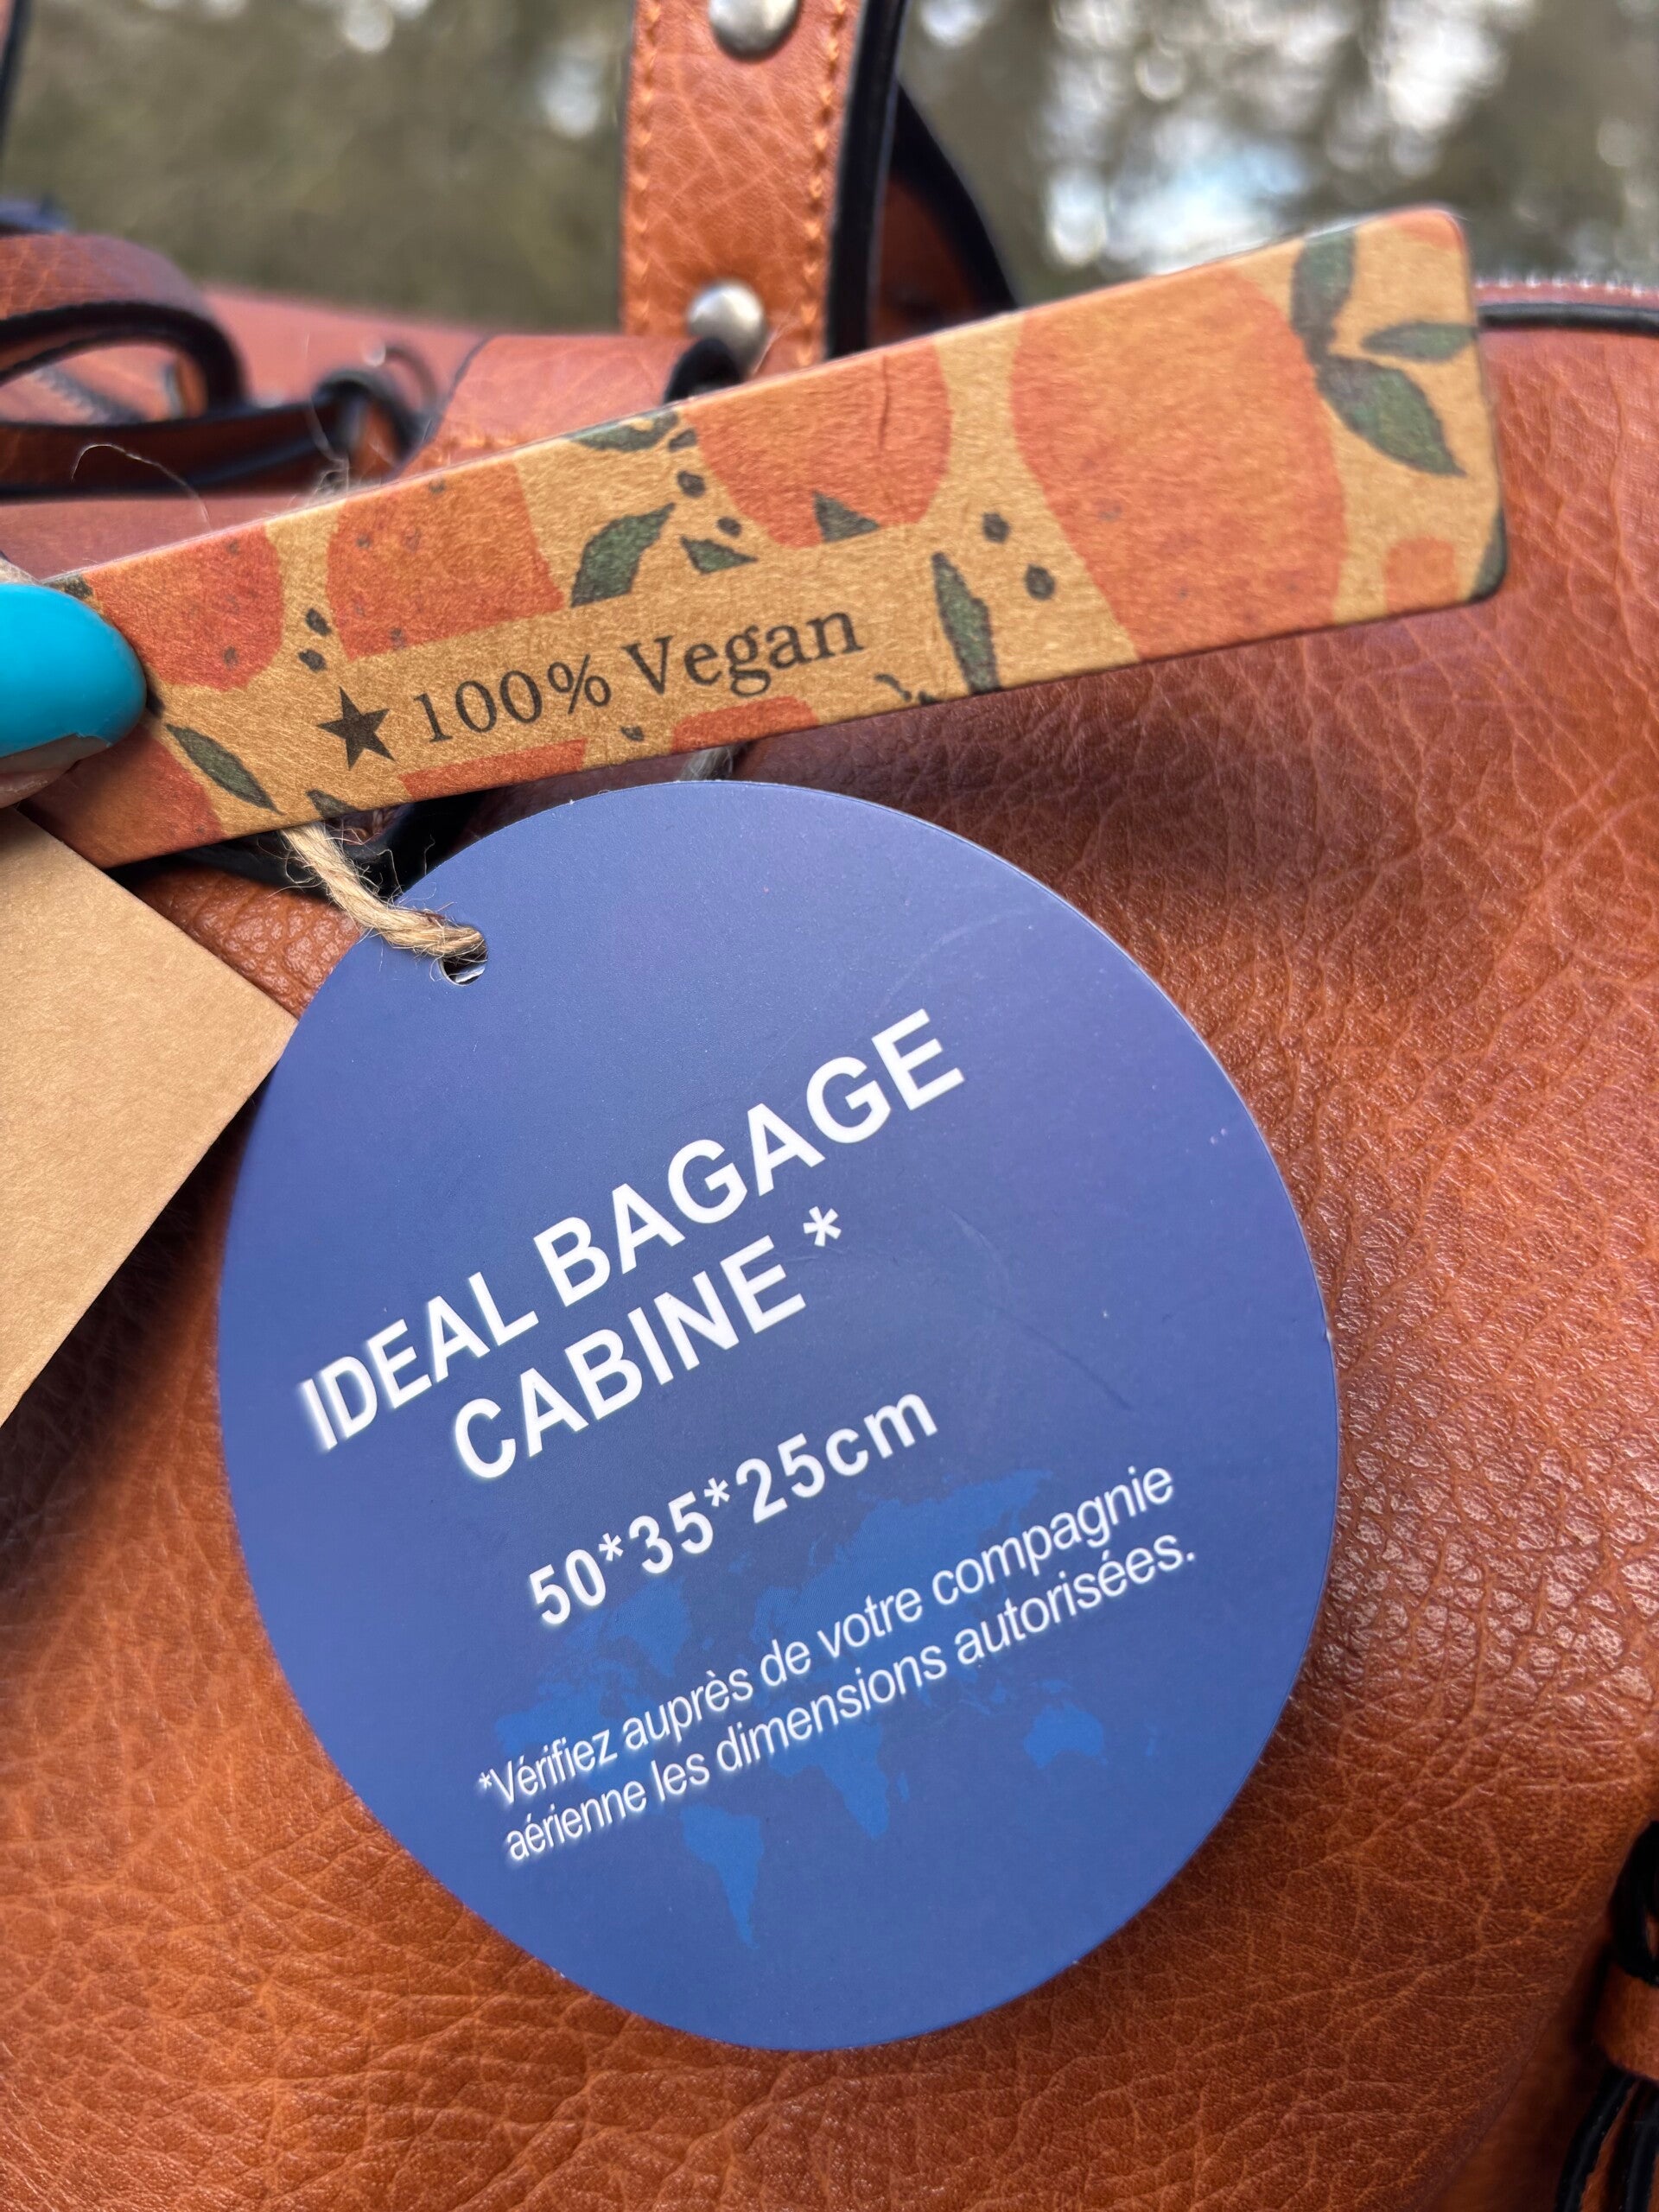 ★100% Vegan
IDEAL BAGAGE
CABINE *
50*35*25cm
*Vérifiez auprès de votre compagnie
aérienne les dimensions autorisées.